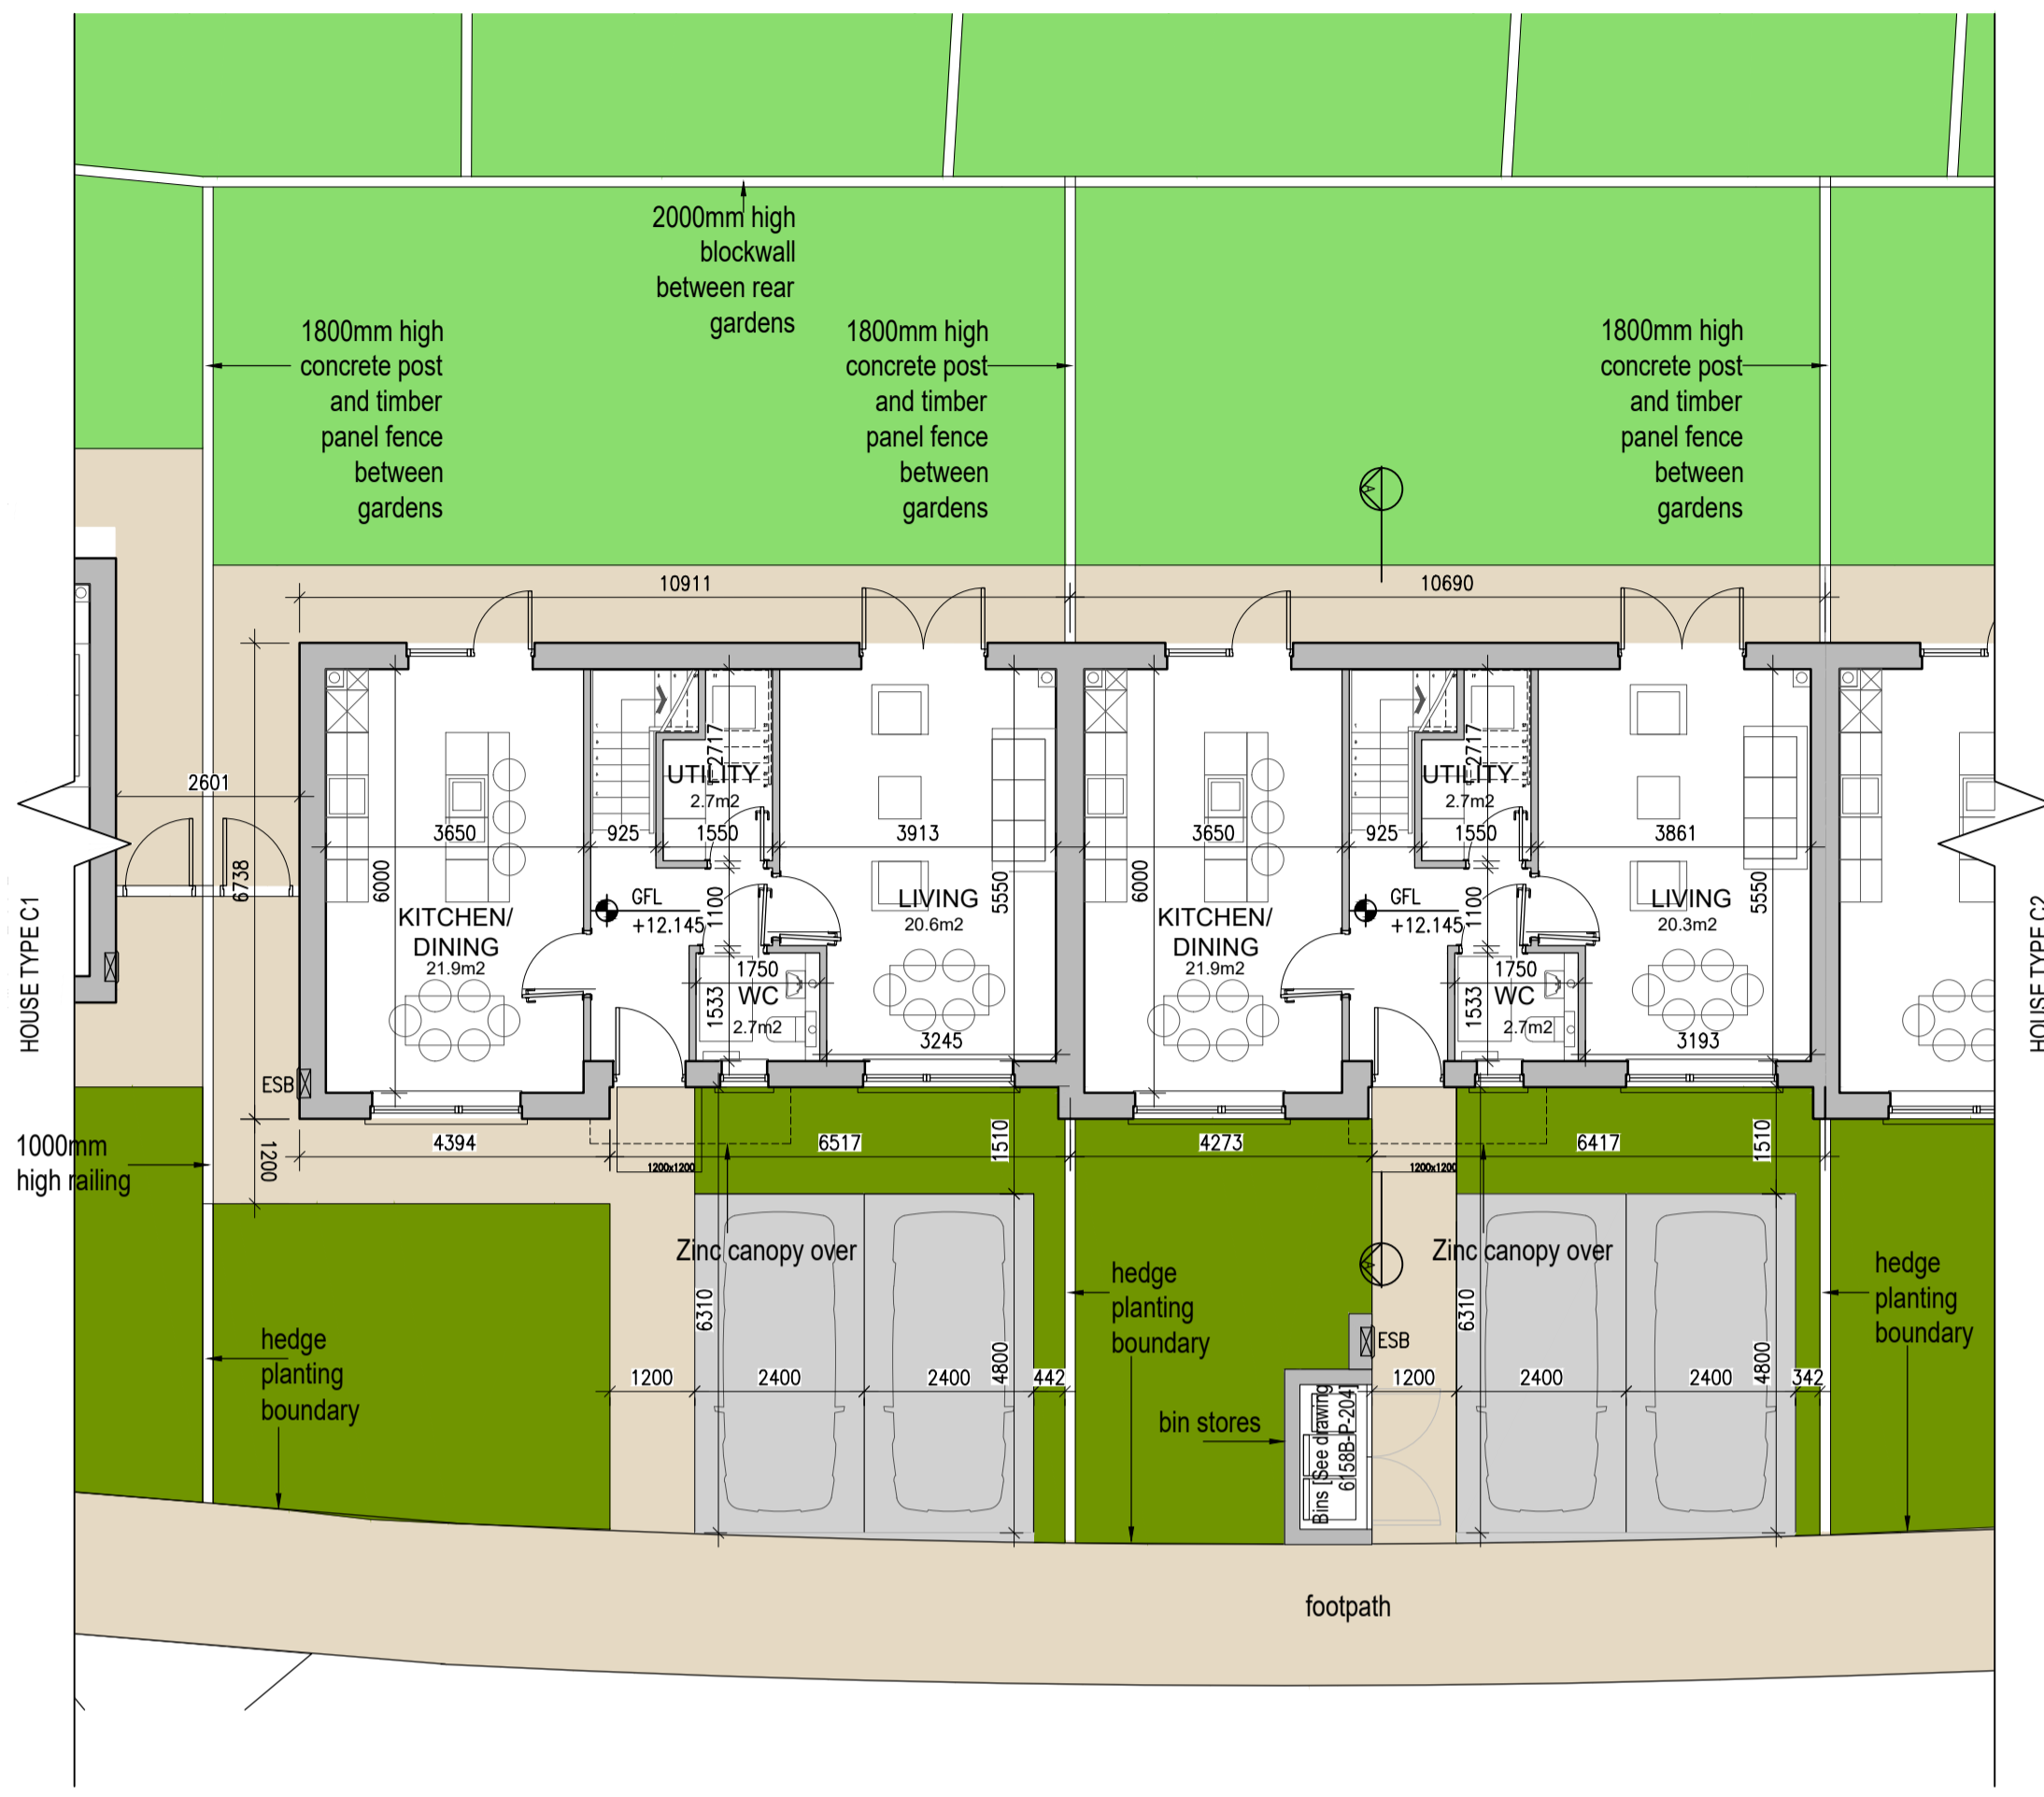 2000mm high
blockwall
between rear
gardens
1800mm high
concrete post
and timber
panel fence
between
gardens
1800mm high
concrete post
and timber
panel fence
between
gardens
1800mm high
concrete post
and timber
panel fence
between
gardens
A
10911
10690
2601
6738
6000
3650
925
2717
UTILITY
2.7m2
1550
3913
5550
1100
GFL
+12.145
KITCHEN/
DINING
21.9m2
LIVING
20.6m2
1750
WC
1533
2.7m2
3245
6000
3650
925
2717
UTILITY
2.7m2
1550
3861
5550
1100
GFL
+12.145
KITCHEN/
DINING
21.9m2
LIVING
20.3m2
1750
WC
1533
2.7m2
3193
HOUSE TYPE C1
HOUSE TYPE C2
ESB
1000mm
high railing
1200
4394
6517
1510
1200x1200
4273
6417
1510
1200x1200
Zinc canopy over
Zinc canopy over
A
hedge
planting
boundary
hedge
planting
boundary
hedge
planting
boundary
6310
4800
1200
2400
2400
442
ESB
6310
4800
1200
2400
2400
342
bin stores
Bins [See drawing
6158B-P-204]
footpath